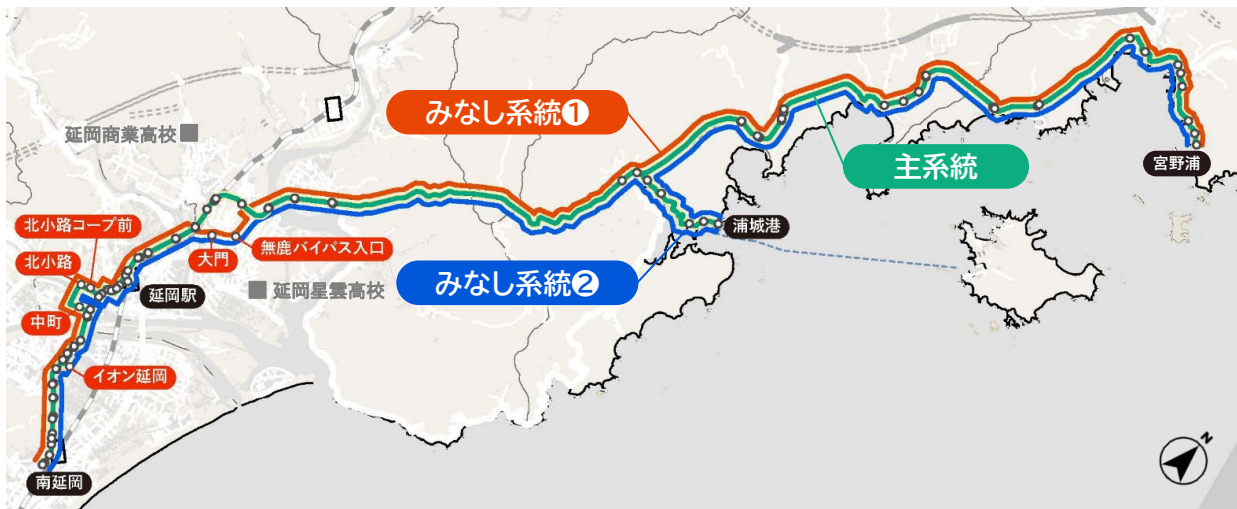 みなし系統❶
延岡商業高校
主系統
宮野浦
北小路コープ前
浦城港
大門
無鹿バイパス入口
北小路
みなし系統❷
延岡駅
延岡星雲高校
中町
イオン延岡
N
南延岡